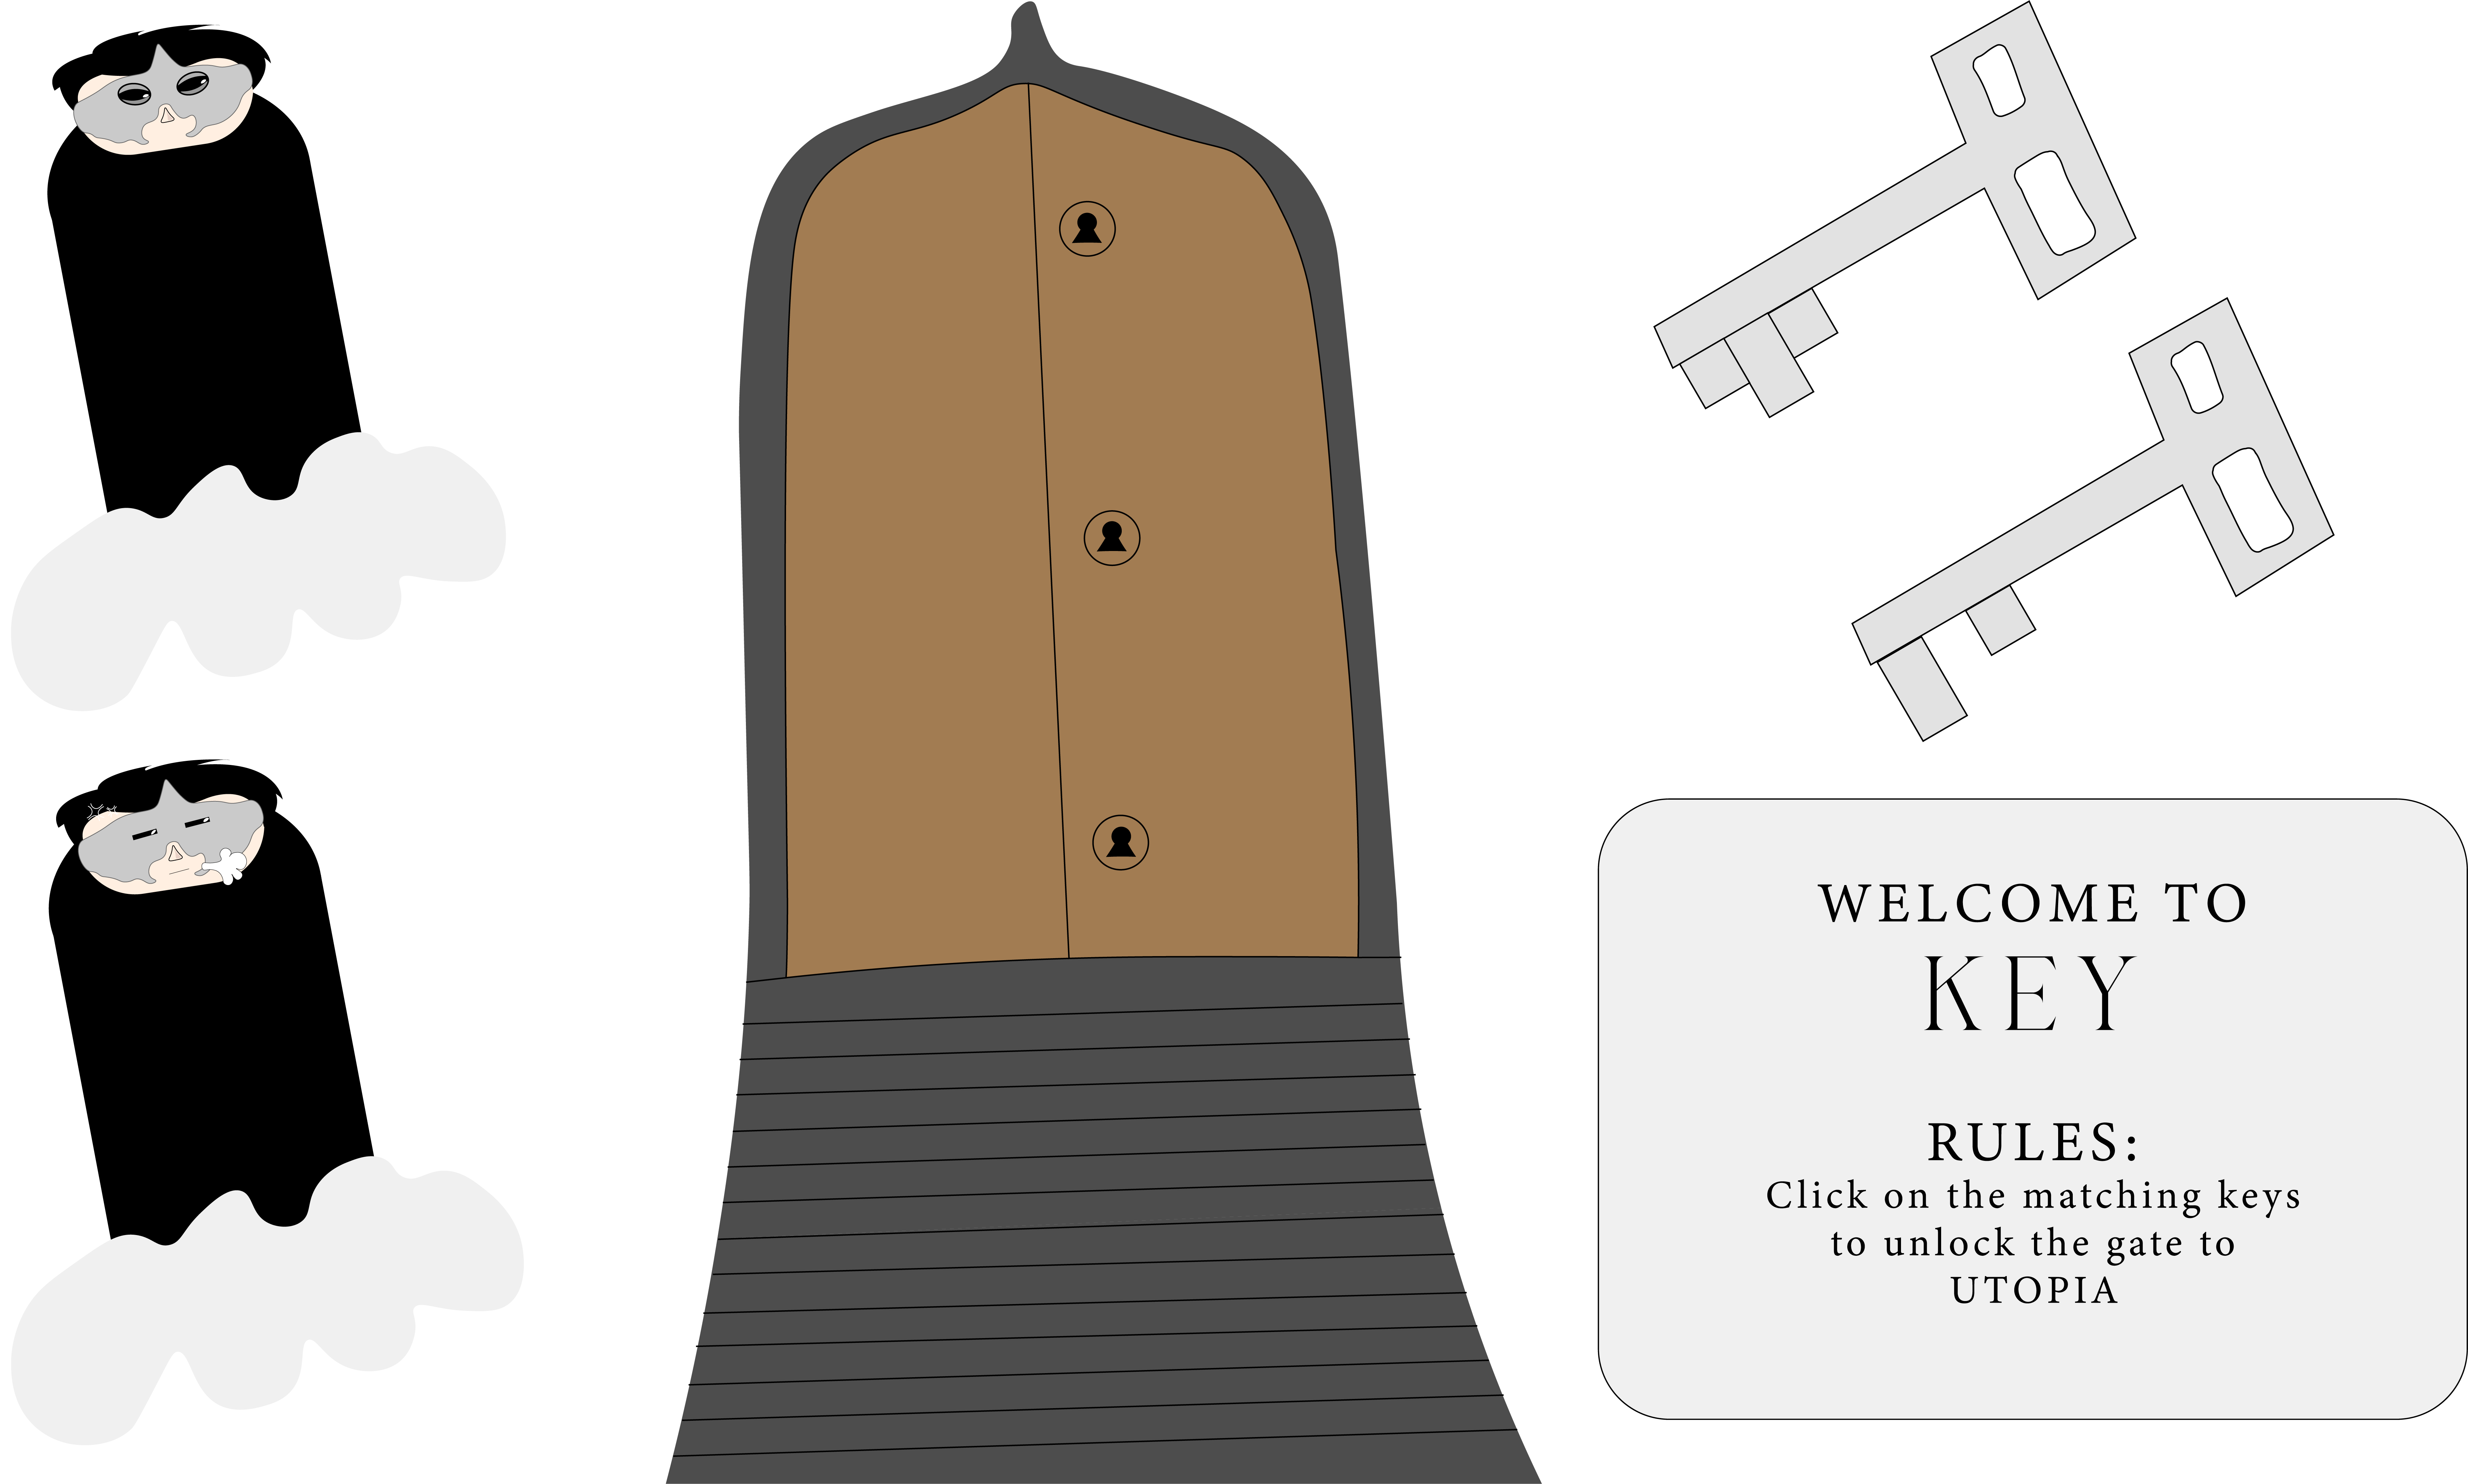 WELCOME TO
KEY
RULES:
Click on the matching keys
to unlock the gate to
UTOPIA